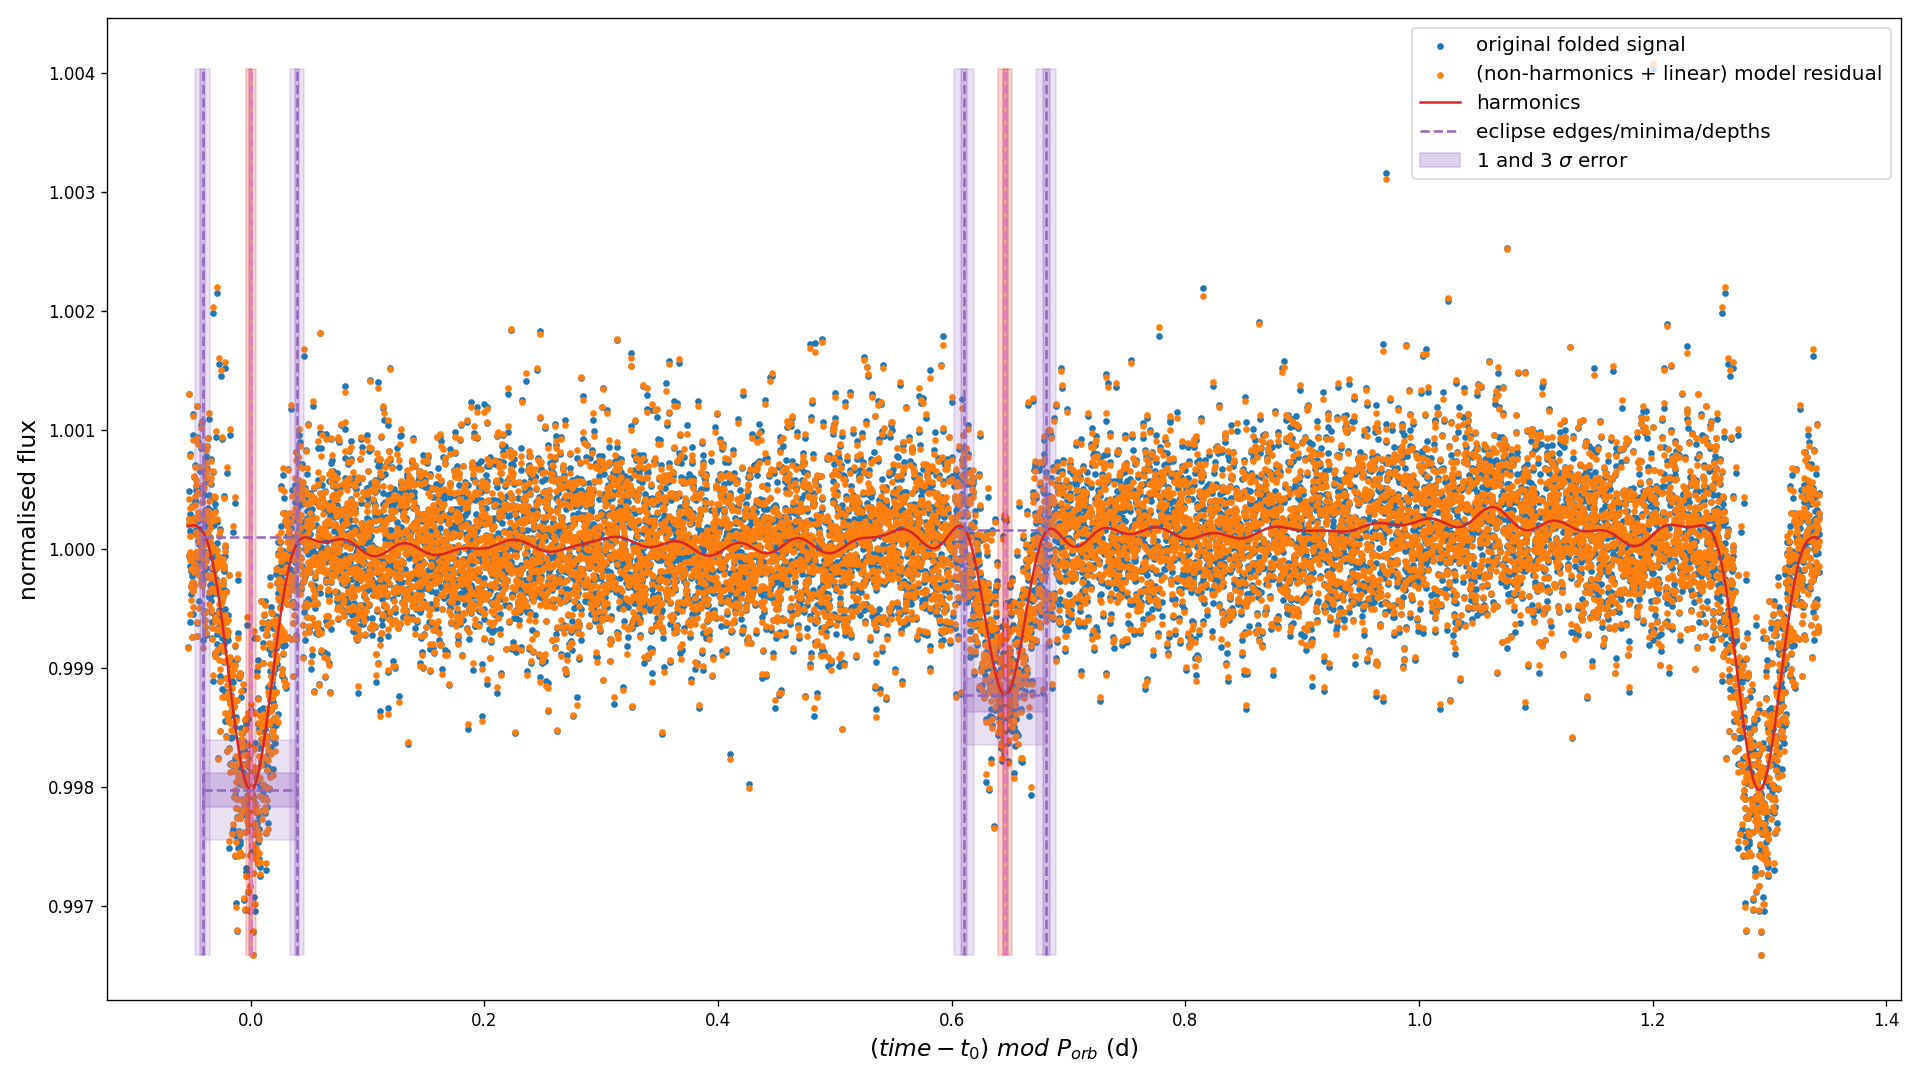 original folded signal
(non-harmonics + linear) model residual
harmonics
eclipse edges/minima/depths
1 and 3 σ error
normalised flux
1.004
1.003
1.002
1.001
1.000
0.999
0.998
0.997
0.0 0.2 0.4 0.6 0.8 1.0 1.2 1.4
(time − t₀) mod Pₒᵣb (d)